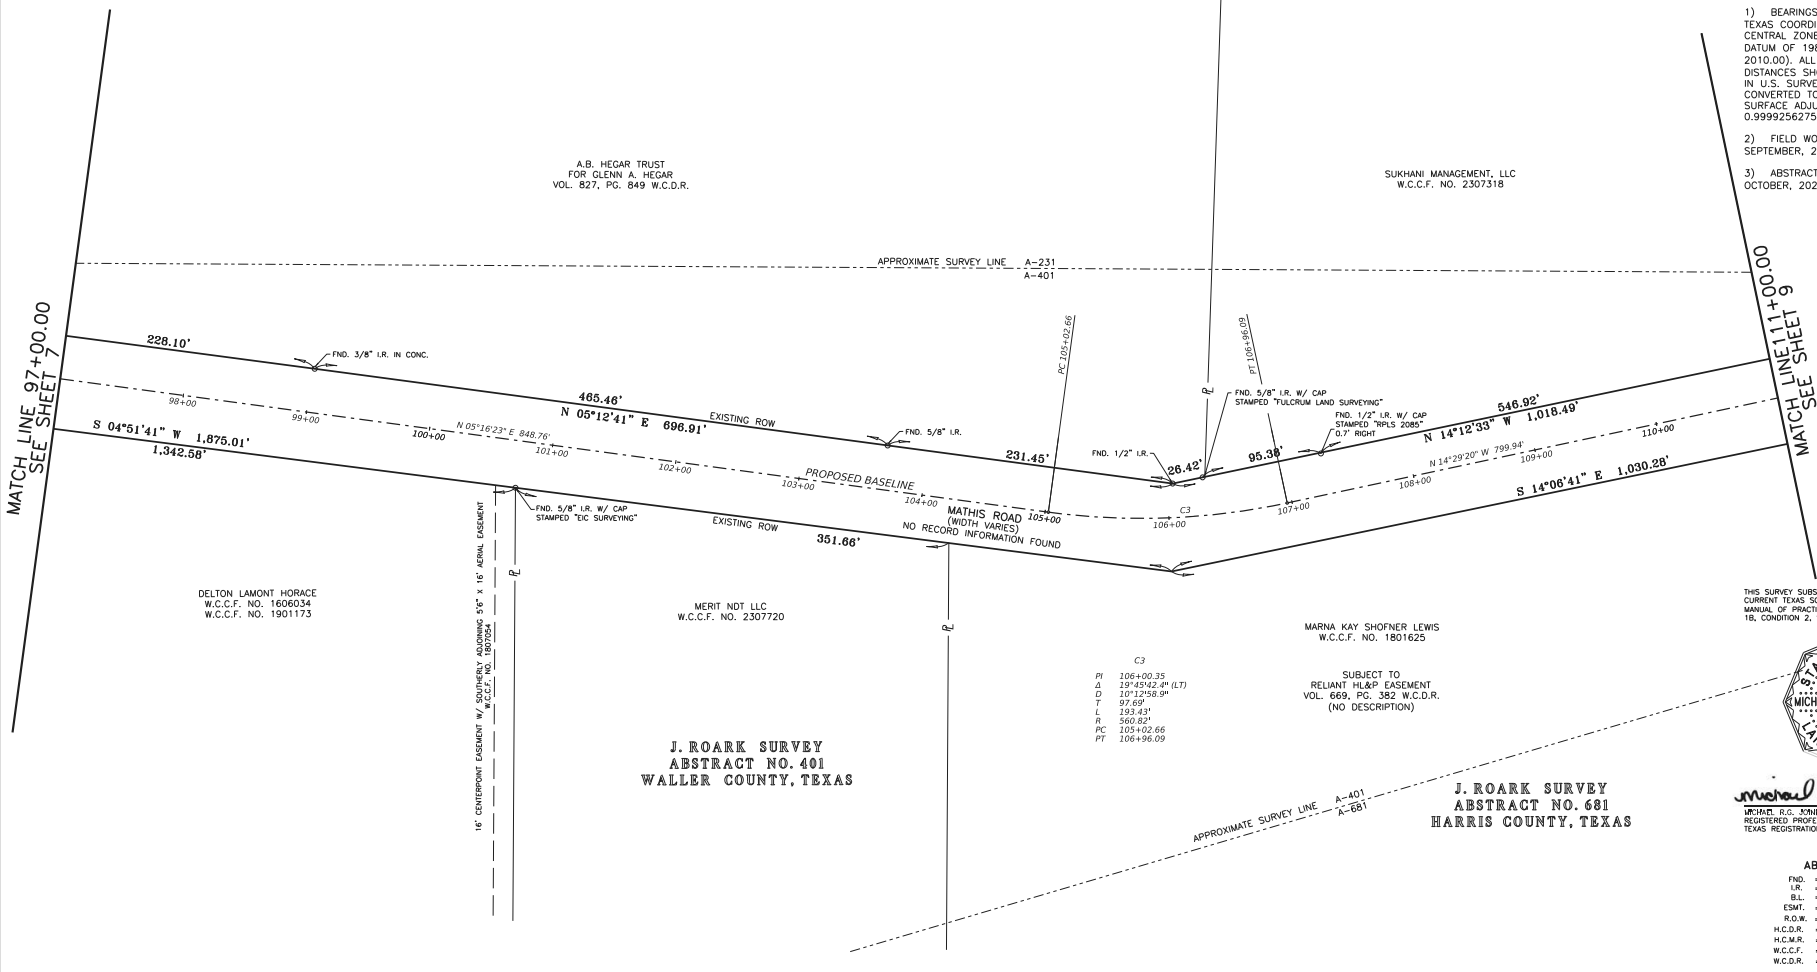 1) BEARINGS
TEXAS COORDI
CENTRAL ZONE
DATUM OF 198
2010.00). ALL
DISTANCES SH
IN U.S. SURVE
CONVERTED TO
SURFACE ADJU
0.9999256275
2) FIELD WO
SEPTEMBER, 2
3) ABSTRACT
OCTOBER, 202
A.B. HEGAR TRUST
FOR GLENN A. HEGAR
VOL. 827, PG. 849 W.C.D.R.
SUKHANI MANAGEMENT, LLC
W.C.C.F. NO. 2307318
APPROXIMATE SURVEY LINE A-231
A-401
MATCH LINE 97+00.00
SEE SHEET 7
MATCH LINE111+00.00
SEE SHEET 9
228.10'
FND. 3/8" I.R. IN CONC.
465.46'
N 05°12'41" E 696.91'
EXISTING ROW
FND. 5/8" I.R.
231.45'
FND. 1/2" I.R.
26.42'
PC 105+02.66
PT 106+96.09
PL
FND. 5/8" I.R. W/ CAP
STAMPED "FULCRUM LAND SURVEYING"
FND. 1/2" I.R. W/ CAP
STAMPED "RPLS 2085"
0.7' RIGHT
95.38'
546.92'
N 14°12'33" W 1,018.49'
98+00
99+00
100+00
N 05°16'23" E 848.76'
101+00
102+00
103+00
104+00
105+00
106+00
C3
107+00
108+00
N 14°29'20" W 799.94'
109+00
110+00
PROPOSED BASELINE
MATHIS ROAD
(WIDTH VARIES)
NO RECORD INFORMATION FOUND
S 04°51'41" W 1,875.01'
1,342.58'
FND. 5/8" I.R. W/ CAP
STAMPED "EIC SURVEYING"
EXISTING ROW
351.66'
S 14°06'41" E 1,030.28'
16' CENTERPOINT EASEMENT W/ SOUTHERLY ADJOINING 5'6" X 16' AERIAL EASEMENT
W.C.C.F. NO. 1807054
PL
PL
DELTON LAMONT HORACE
W.C.C.F. NO. 1606034
W.C.C.F. NO. 1901173
MERIT NDT LLC
W.C.C.F. NO. 2307720
MARNA KAY SHOFNER LEWIS
W.C.C.F. NO. 1801625
SUBJECT TO
RELIANT HL&P EASEMENT
VOL. 669, PG. 382 W.C.D.R.
(NO DESCRIPTION)
C3
PI 106+00.35
Δ 19°45'42.4" (LT)
D 10°12'58.9"
T 97.69'
L 193.43'
R 560.82'
PC 105+02.66
PT 106+96.09
J. ROARK SURVEY
ABSTRACT NO. 401
WALLER COUNTY, TEXAS
APPROXIMATE SURVEY LINE A-401
A-681
J. ROARK SURVEY
ABSTRACT NO. 681
HARRIS COUNTY, TEXAS
THIS SURVEY SUBS
CURRENT TEXAS SO
MANUAL OF PRACTI
1B, CONDITION 2,
STA
MICH
LA
Michael
MICHAEL R.G. JOIN
REGISTERED PROFE
TEXAS REGISTRATIO
AB
FND. =
I.R. =
B.L. =
ESMT. =
R.O.W. =
H.C.D.R. =
H.C.M.R. =
W.C.C.F. =
W.C.D.R. =